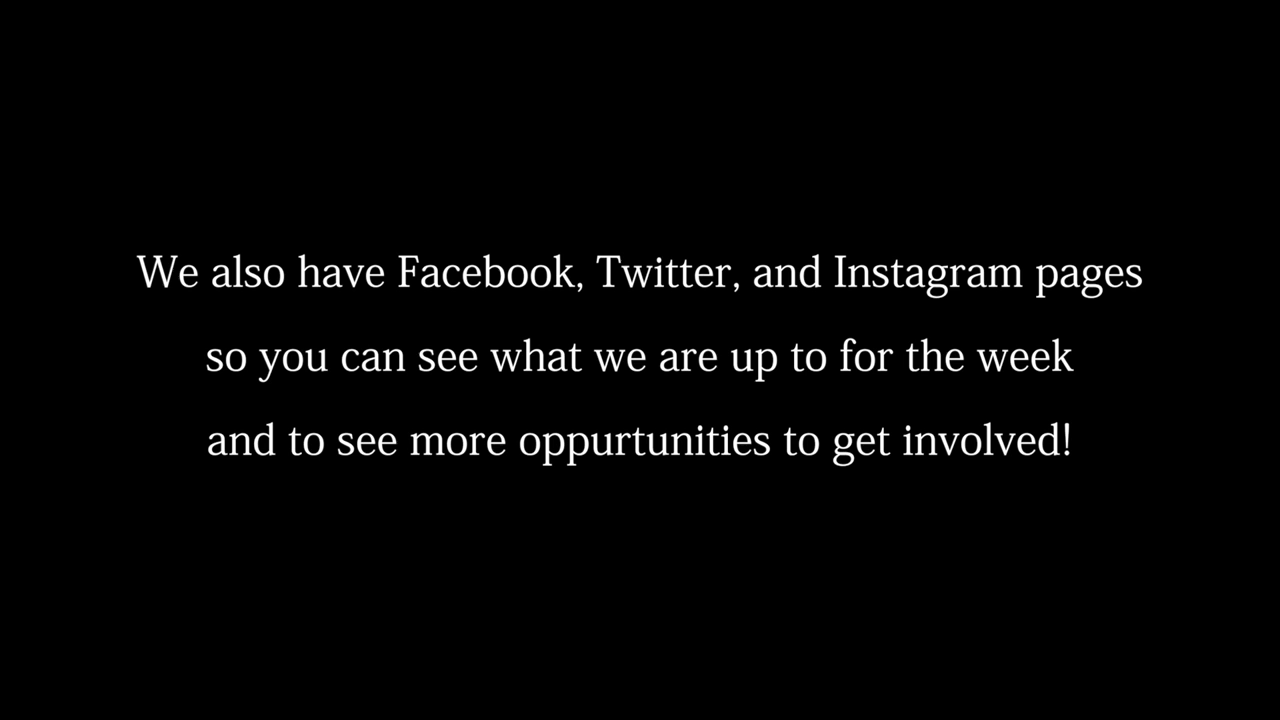 We also have Facebook, Twitter, and Instagram pages
so you can see what we are up to for the week
and to see more oppurtunities to get involved!